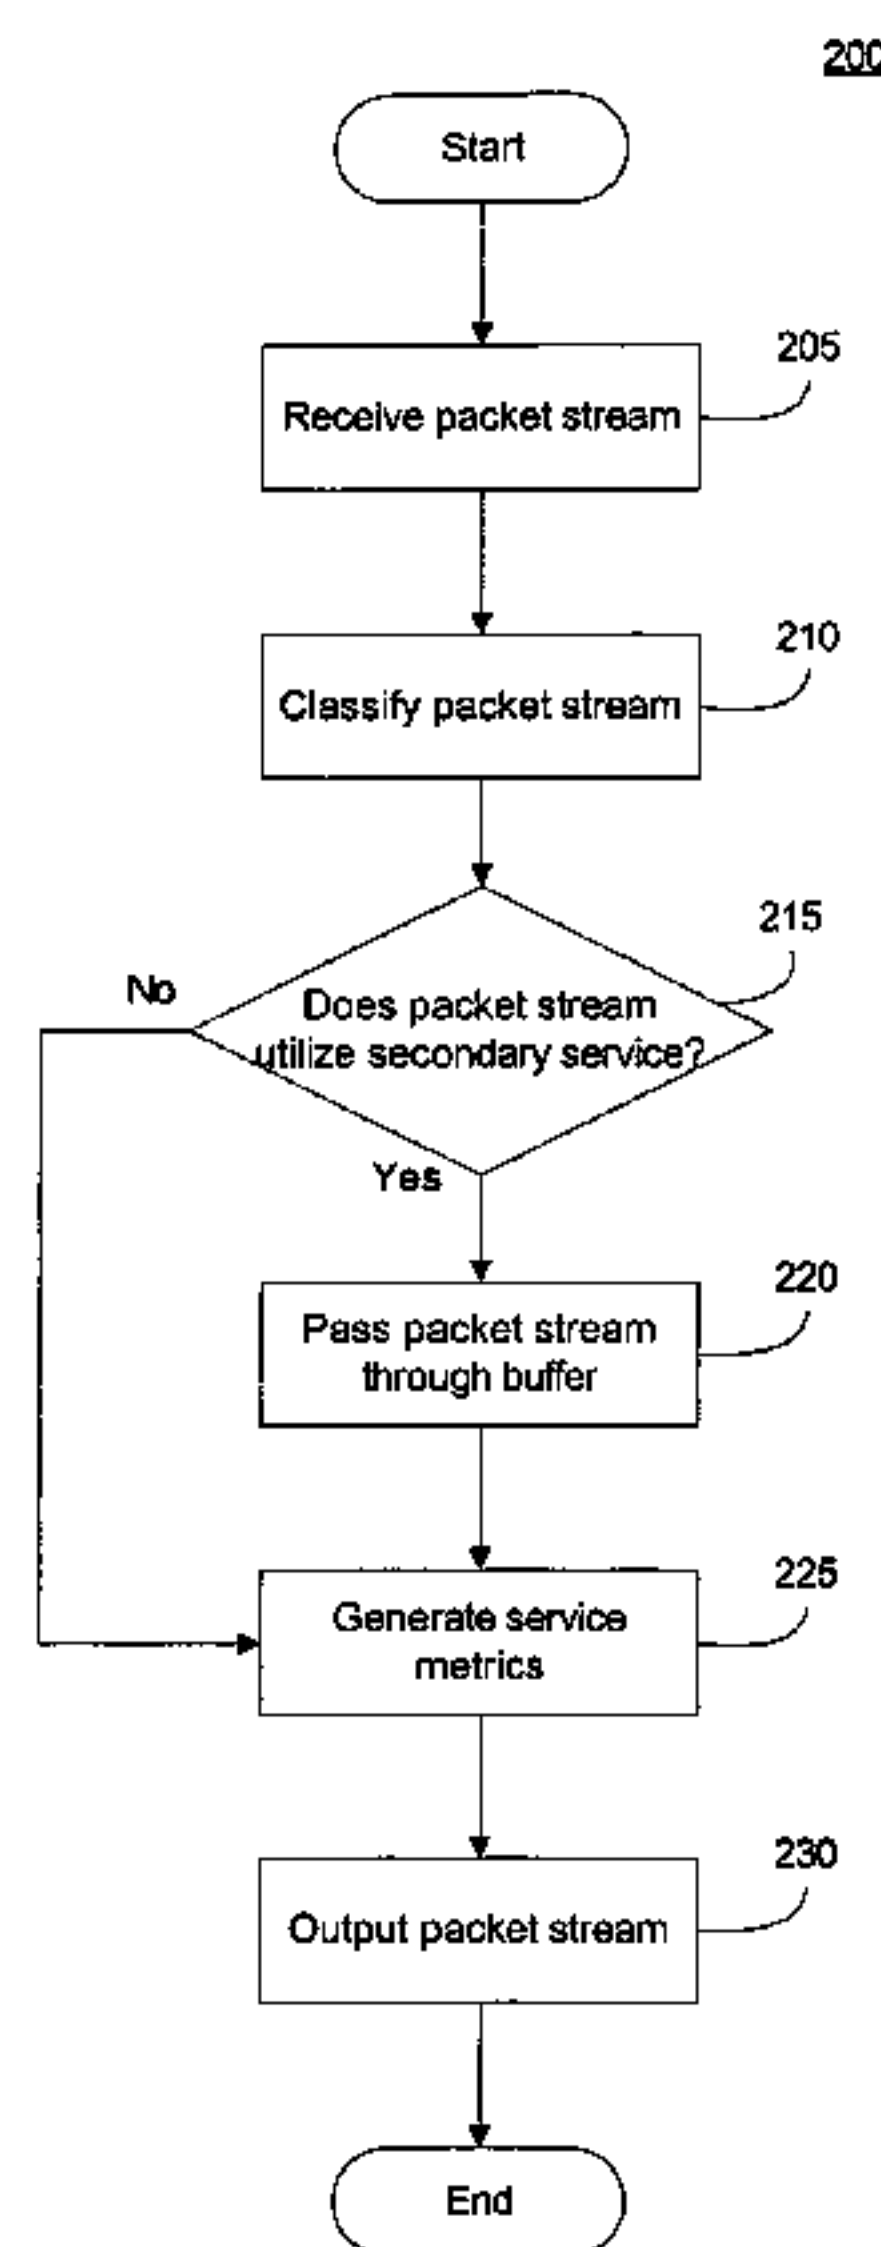 200
Start
205
Receive packet stream
210
Classify packet stream
215
No
Does packet stream
utilize secondary service?
Yes
220
Pass packet stream
through buffer
225
Generate service
metrics
230
Output packet stream
End